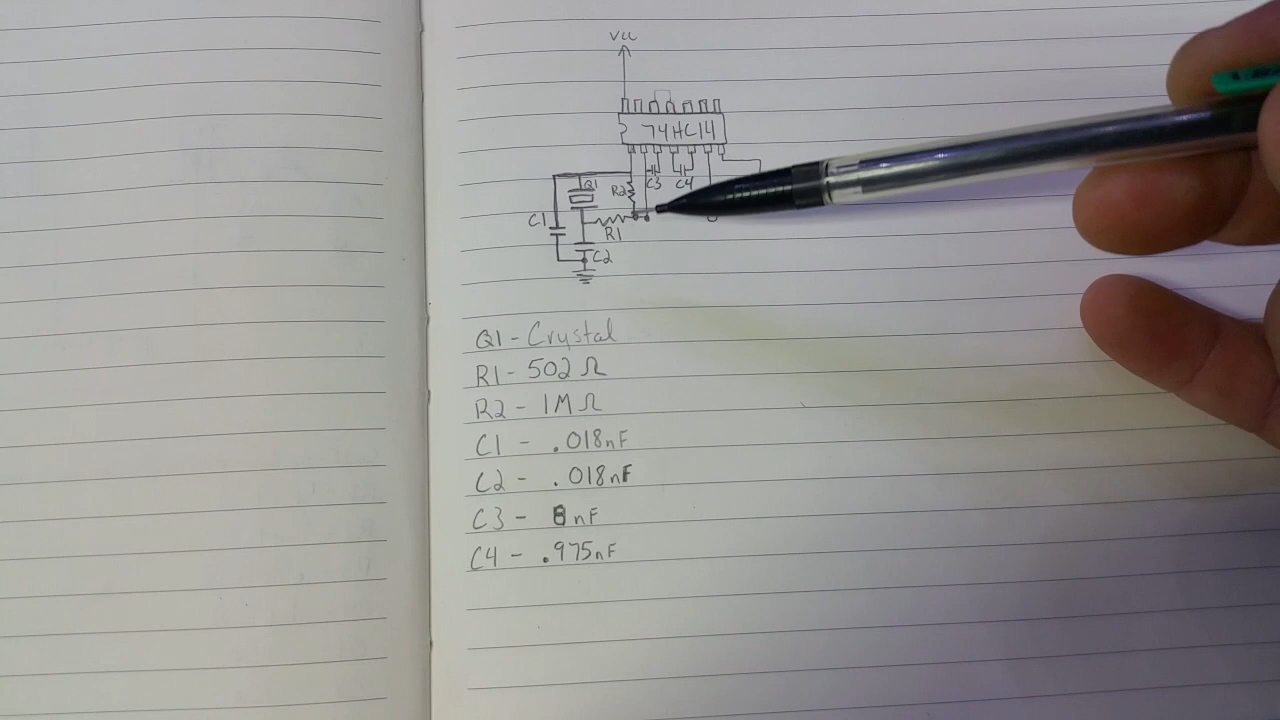 Vcc
74HC14
Q1
R2
C3
C4
C1
R1
C2
Q1 - Crystal
R1 - 502 Ω
R2 - 1M Ω
C1 - .018nF
C2 - .018nF
C3 - 8nF
C4 - .975nF